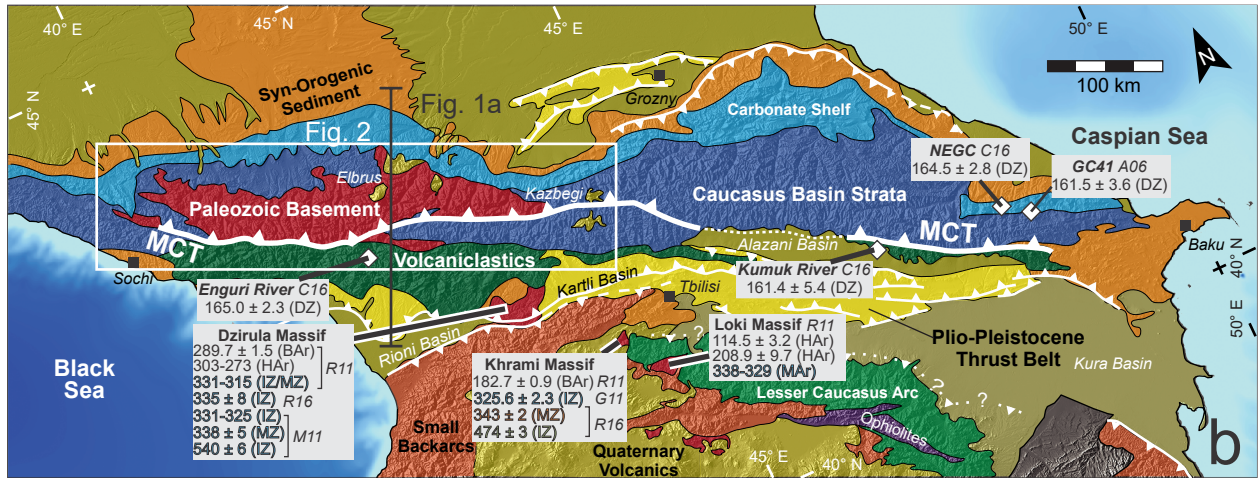 40° E
45° N
45° E
50° E
N
100 km
45° N
Syn-Orogenic
Sediment
Fig. 1a
Fig. 2
Grozny
Carbonate Shelf
Caspian Sea
NEGC C16
164.5 ± 2.8 (DZ)
GC41 A06
161.5 ± 3.6 (DZ)
Elbrus
Kazbegi
Caucasus Basin Strata
Paleozoic Basement
MCT
MCT
Alazani Basin
Baku
Volcaniclastics
Sochi
Kumuk River C16
161.4 ± 5.4 (DZ)
40° N
Enguri River C16
165.0 ± 2.3 (DZ)
Kartli Basin
Tbilisi
Rioni Basin
50° E
Dzirula Massif
289.7 ± 1.5 (BAr)
303-273 (HAr)
331-315 (IZ/MZ)
R11
335 ± 8 (IZ) R16
331-325 (IZ)
338 ± 5 (MZ)
540 ± 6 (IZ)
M11
Khrami Massif
182.7 ± 0.9 (BAr) R11
325.6 ± 2.3 (IZ) G11
343 ± 2 (MZ)
474 ± 3 (IZ)
R16
?
Loki Massif R11
114.5 ± 3.2 (HAr)
208.9 ± 9.7 (HAr)
338-329 (MAr)
Plio-Pleistocene
Thrust Belt
Kura Basin
?
?
Black
Sea
Lesser Caucasus Arc
Ophiolites
Small
Backarcs
Quaternary
Volcanics
45° E
40° N
b